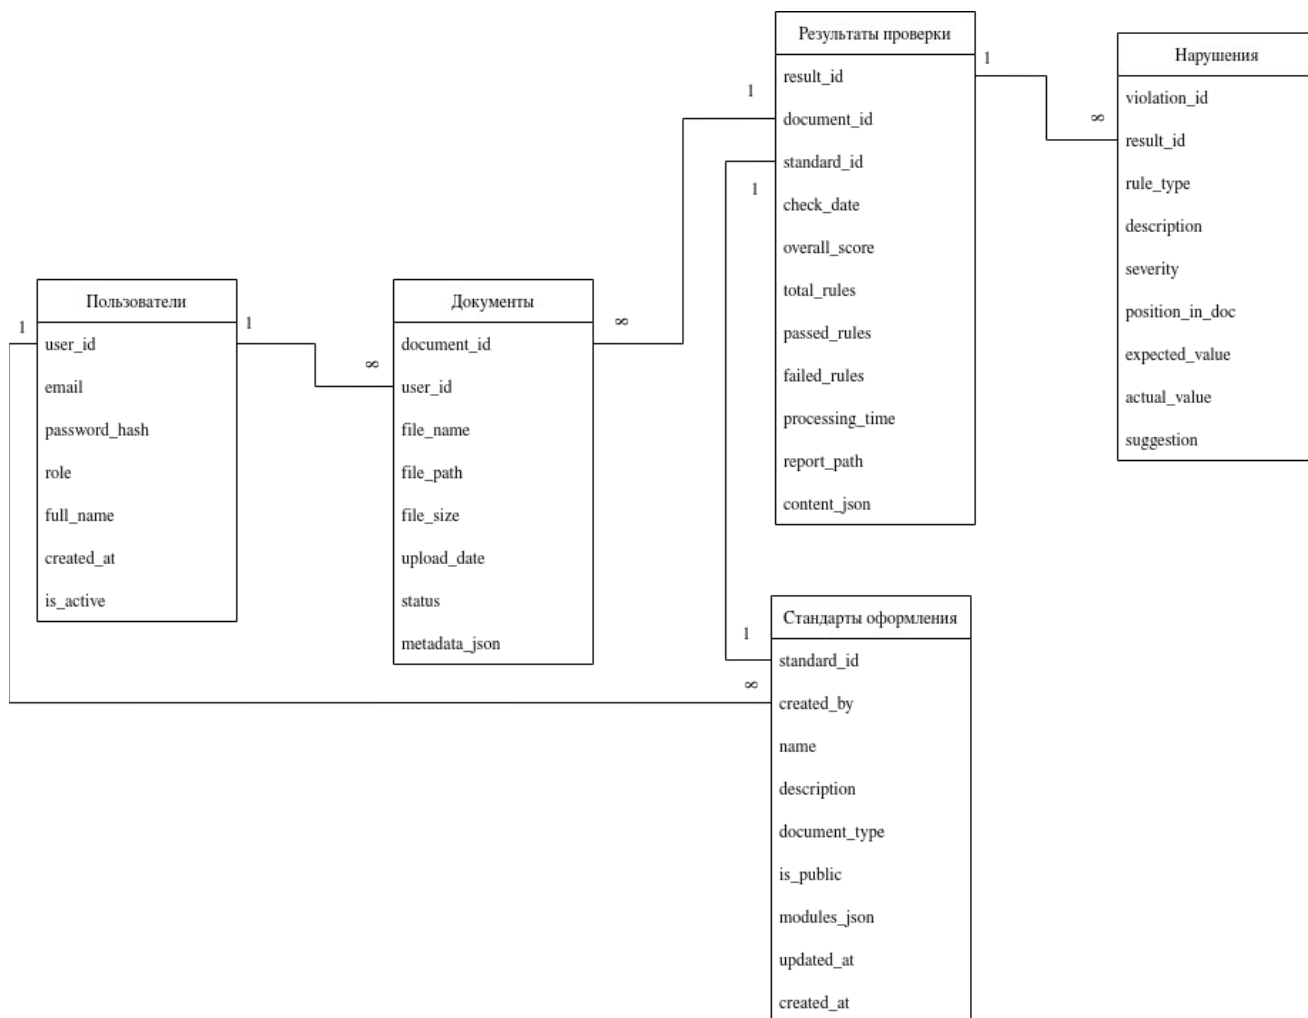 Пользователи
1
user_id
1
email
password_hash
role
full_name
created_at
is_active
Документы
∞
document_id
∞
user_id
file_name
file_path
file_size
upload_date
status
metadata_json
Результаты проверки
result_id
1
1
document_id
standard_id
1
check_date
overall_score
total_rules
passed_rules
failed_rules
processing_time
report_path
content_json
Нарушения
violation_id
∞
result_id
rule_type
description
severity
position_in_doc
expected_value
actual_value
suggestion
Стандарты оформления
1
standard_id
∞
created_by
name
description
document_type
is_public
modules_json
updated_at
created_at